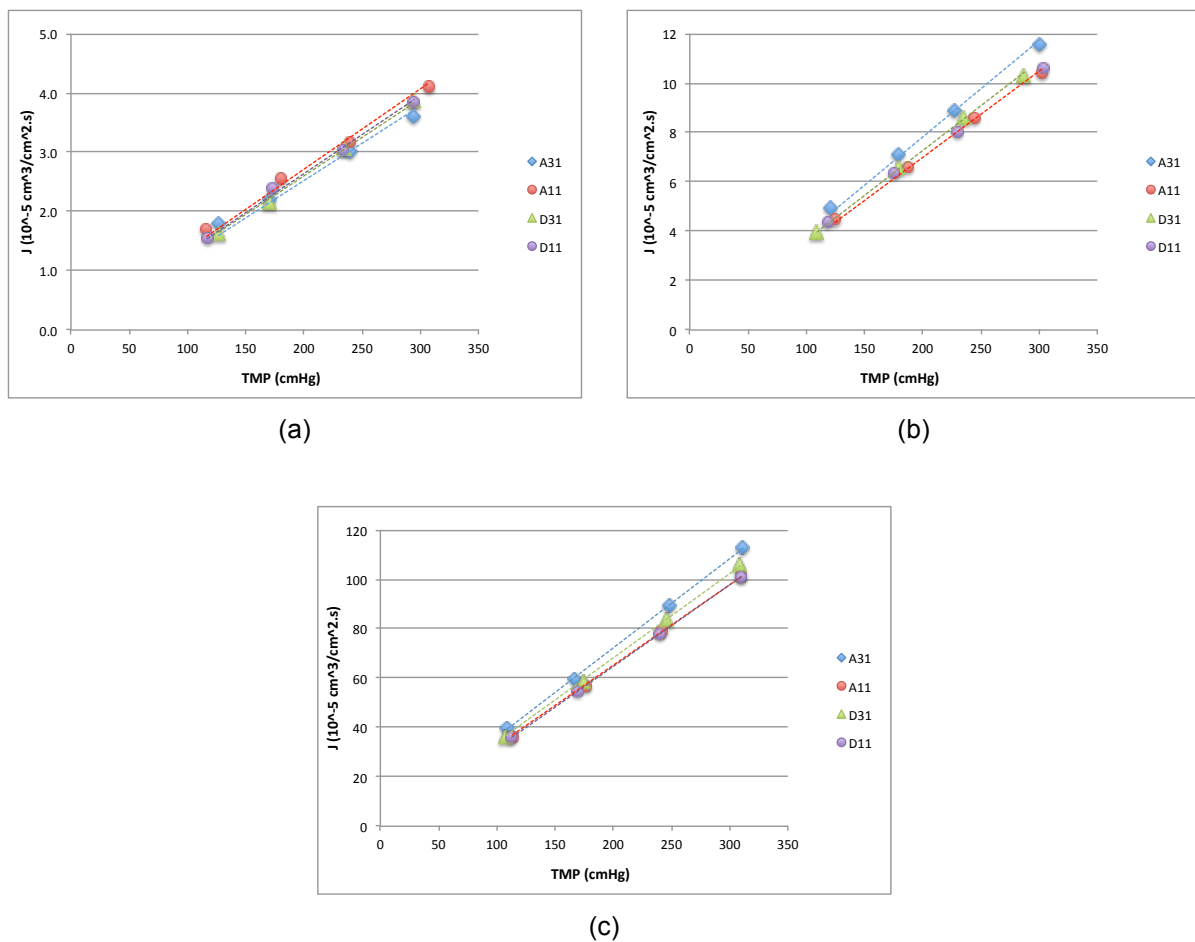 5.0
4.0
3.0
2.0
1.0
0.0
J (10^-5 cm^3/cm^2.s)
0 50 100 150 200 250 300 350
TMP (cmHg)
A31
A11
D31
D11
(a)
12
10
8
6
4
2
0
J (10^-5 cm^3/cm^2.s)
0 50 100 150 200 250 300 350
TMP (cmHg)
A31
A11
D31
D11
(b)
120
100
80
60
40
20
0
J (10^-5 cm^3/cm^2.s)
0 50 100 150 200 250 300 350
TMP (cmHg)
A31
A11
D31
D11
(c)